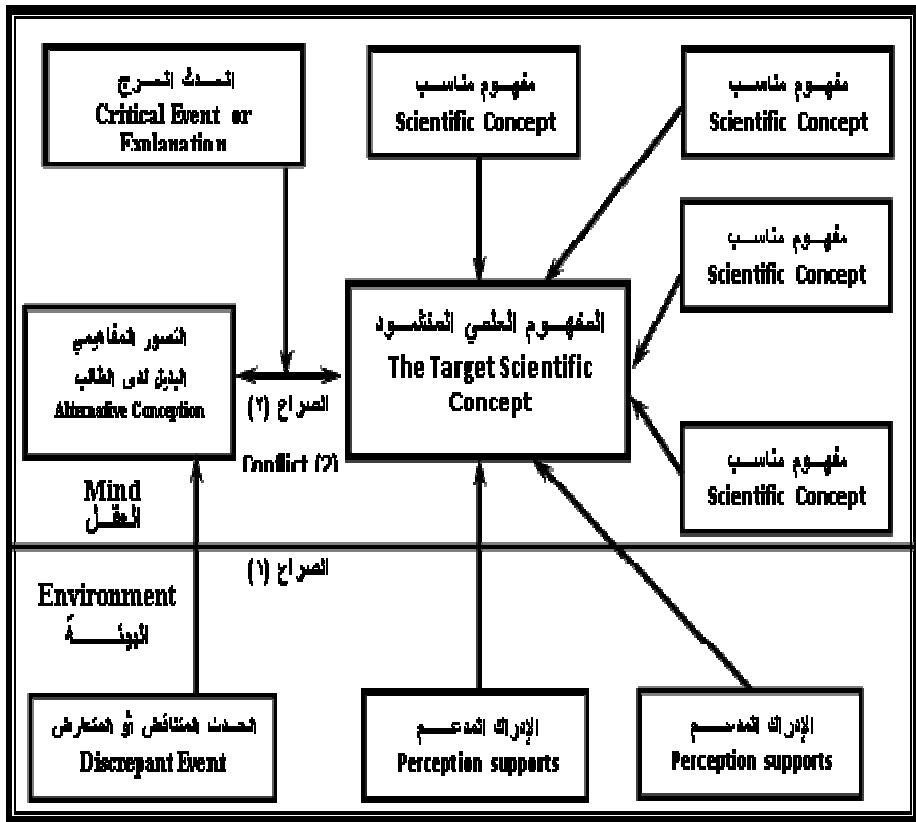 الحدث الحرج
Critical Event or
Explanation
مفهوم مناسب
Scientific Concept
مفهوم مناسب
Scientific Concept
مفهوم مناسب
Scientific Concept
التصور المفاهيمي
البديل لدى الطالب
Alternative Conception
الصراع (٢)
Conflict (2)
المفهوم العلمي المنشود
The Target Scientific
Concept
مفهوم مناسب
Scientific Concept
Mind
العقل
الصراع (١)
Environment
البيئة
الحدث المتناقض أو المتعارض
Discrepant Event
الإدراك المدعم
Perception supports
الإدراك المدعم
Perception supports